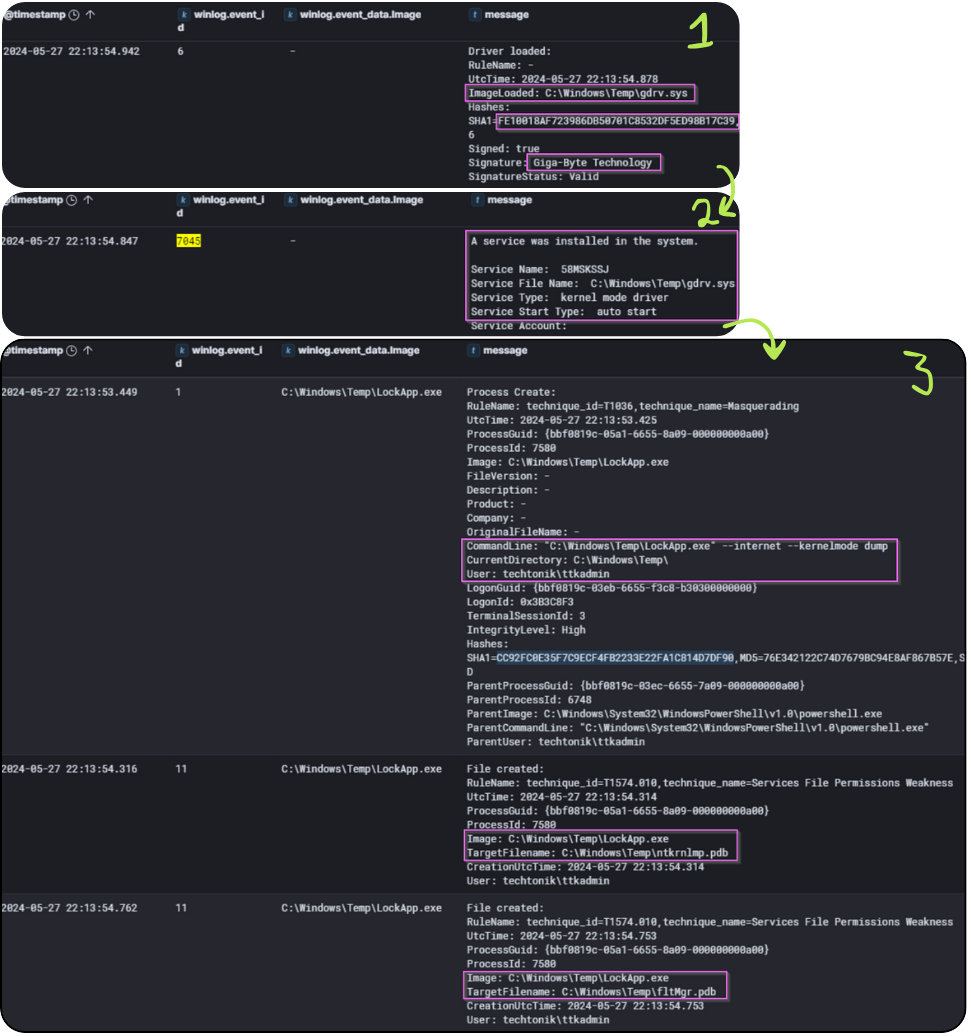 @timestamp ↑ winlog.event_i winlog.event_data.Image message
d
1
2024-05-27 22:13:54.942 6 - Driver loaded:
RuleName: -
UtcTime: 2024-05-27 22:13:54.878
ImageLoaded: C:\Windows\Temp\gdrv.sys
Hashes:
SHA1=FE10018AF723986DB50701C8532DF5ED98B17C39,
6
Signed: true
Signature: Giga-Byte Technology
SignatureStatus: Valid
@timestamp ↑ winlog.event_i winlog.event_data.Image message
d
2
2024-05-27 22:13:54.847 7045 - A service was installed in the system.
Service Name: 58MSKSSJ
Service File Name: C:\Windows\Temp\gdrv.sys
Service Type: kernel mode driver
Service Start Type: auto start
Service Account:
@timestamp ↑ winlog.event_i winlog.event_data.Image message
d
3
2024-05-27 22:13:53.449 1 C:\Windows\Temp\LockApp.exe Process Create:
RuleName: technique_id=T1036,technique_name=Masquerading
UtcTime: 2024-05-27 22:13:53.425
ProcessGuid: {bbf0819c-05a1-6655-8a09-000000000a00}
ProcessId: 7580
Image: C:\Windows\Temp\LockApp.exe
FileVersion: -
Description: -
Product: -
Company: -
OriginalFileName: -
CommandLine: "C:\Windows\Temp\LockApp.exe" --internet --kernelmode dump
CurrentDirectory: C:\Windows\Temp\
User: techtonik\ttkadmin
LogonGuid: {bbf0819c-03eb-6655-f3c8-b30300000000}
LogonId: 0x3B3C8F3
TerminalSessionId: 3
IntegrityLevel: High
Hashes:
SHA1=CC92FC0E35F7C9ECF4FB2233E22FA1C814D7DF90,MD5=76E342122C74D7679BC94E8AF867B57E,S
D
ParentProcessGuid: {bbf0819c-03ec-6655-7a09-000000000a00}
ParentProcessId: 6748
ParentImage: C:\Windows\System32\WindowsPowerShell\v1.0\powershell.exe
ParentCommandLine: "C:\Windows\System32\WindowsPowerShell\v1.0\powershell.exe"
ParentUser: techtonik\ttkadmin
2024-05-27 22:13:54.316 11 C:\Windows\Temp\LockApp.exe File created:
RuleName: technique_id=T1574.010,technique_name=Services File Permissions Weakness
UtcTime: 2024-05-27 22:13:54.314
ProcessGuid: {bbf0819c-05a1-6655-8a09-000000000a00}
ProcessId: 7580
Image: C:\Windows\Temp\LockApp.exe
TargetFilename: C:\Windows\Temp\ntkrnlmp.pdb
CreationUtcTime: 2024-05-27 22:13:54.314
User: techtonik\ttkadmin
2024-05-27 22:13:54.762 11 C:\Windows\Temp\LockApp.exe File created:
RuleName: technique_id=T1574.010,technique_name=Services File Permissions Weakness
UtcTime: 2024-05-27 22:13:54.753
ProcessGuid: {bbf0819c-05a1-6655-8a09-000000000a00}
ProcessId: 7580
Image: C:\Windows\Temp\LockApp.exe
TargetFilename: C:\Windows\Temp\fltMgr.pdb
CreationUtcTime: 2024-05-27 22:13:54.753
User: techtonik\ttkadmin